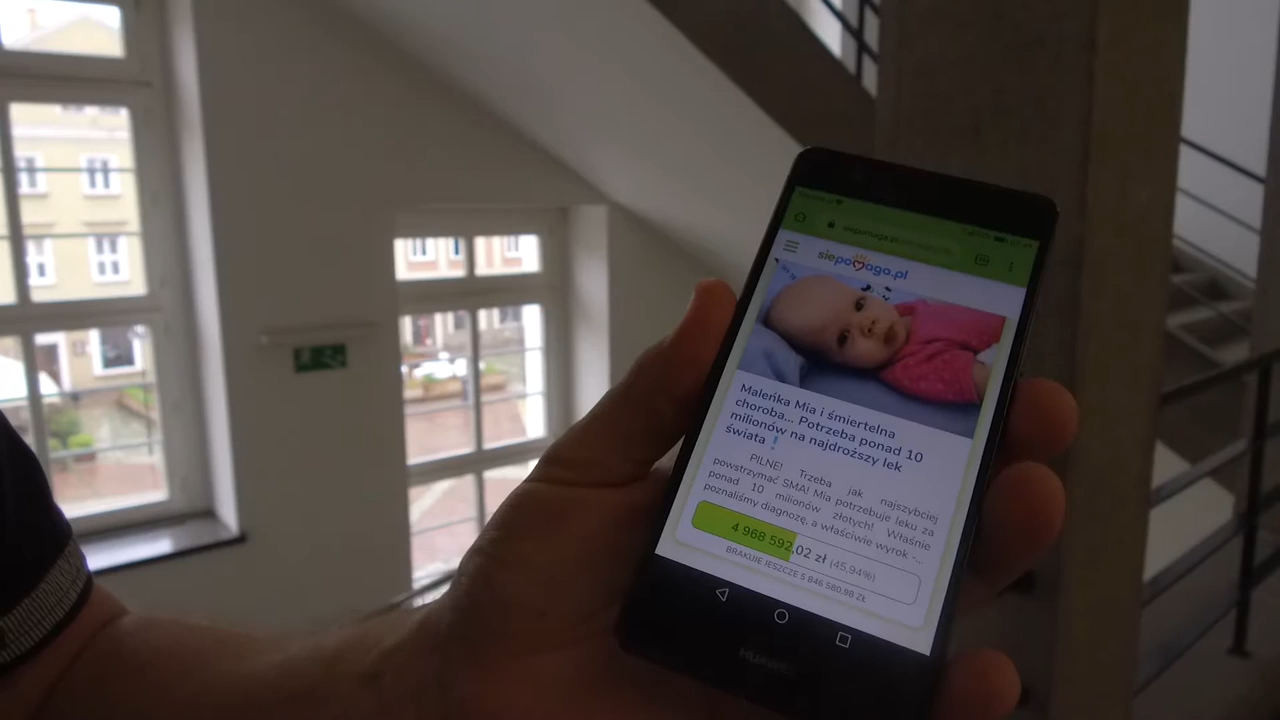 siepomaga.pl
siepomaga.pl
Maleńka Mia i śmiertelna
choroba... Potrzeba ponad 10
milionów na najdroższy lek
świata ❗
PILNE! Trzeba jak najszybciej
powstrzymać SMA! Mia potrzebuje leku za
ponad 10 milionów złotych! Właśnie
poznaliśmy diagnozę, a właściwie wyrok -...
4 968 592,02 zł (45,94%)
BRAKUJE JESZCZE 5 846 580,98 ZŁ
HUAWEI